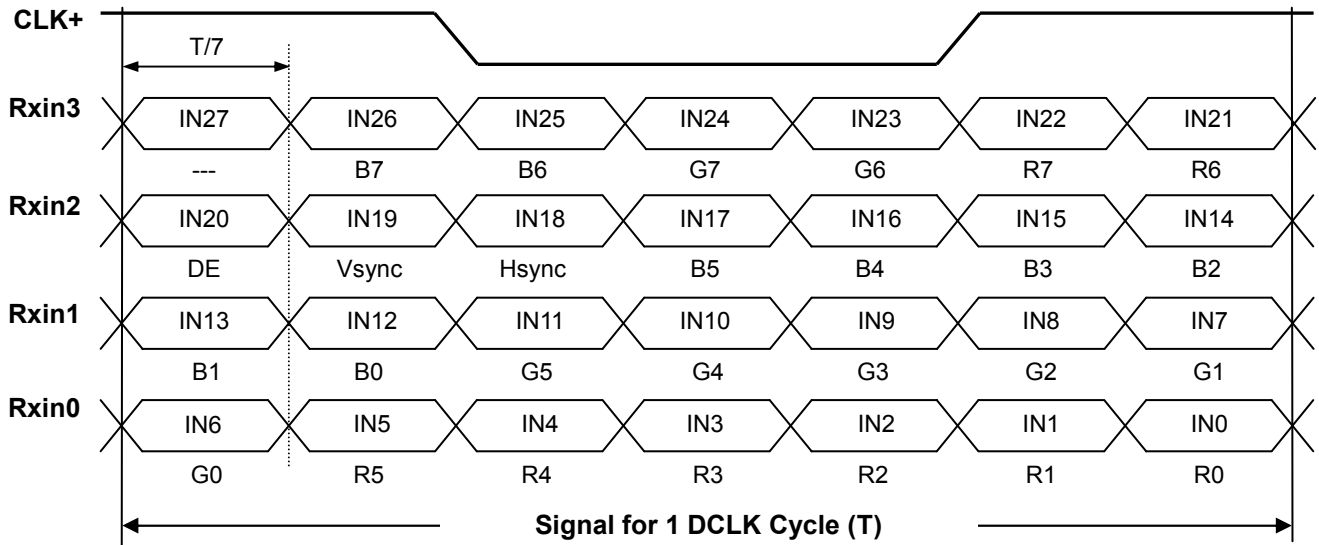 CLK+
T/7
Rxin3 IN27 IN26 IN25 IN24 IN23 IN22 IN21
--- B7 B6 G7 G6 R7 R6
Rxin2 IN20 IN19 IN18 IN17 IN16 IN15 IN14
DE Vsync Hsync B5 B4 B3 B2
Rxin1 IN13 IN12 IN11 IN10 IN9 IN8 IN7
B1 B0 G5 G4 G3 G2 G1
Rxin0 IN6 IN5 IN4 IN3 IN2 IN1 IN0
G0 R5 R4 R3 R2 R1 R0
Signal for 1 DCLK Cycle (T)